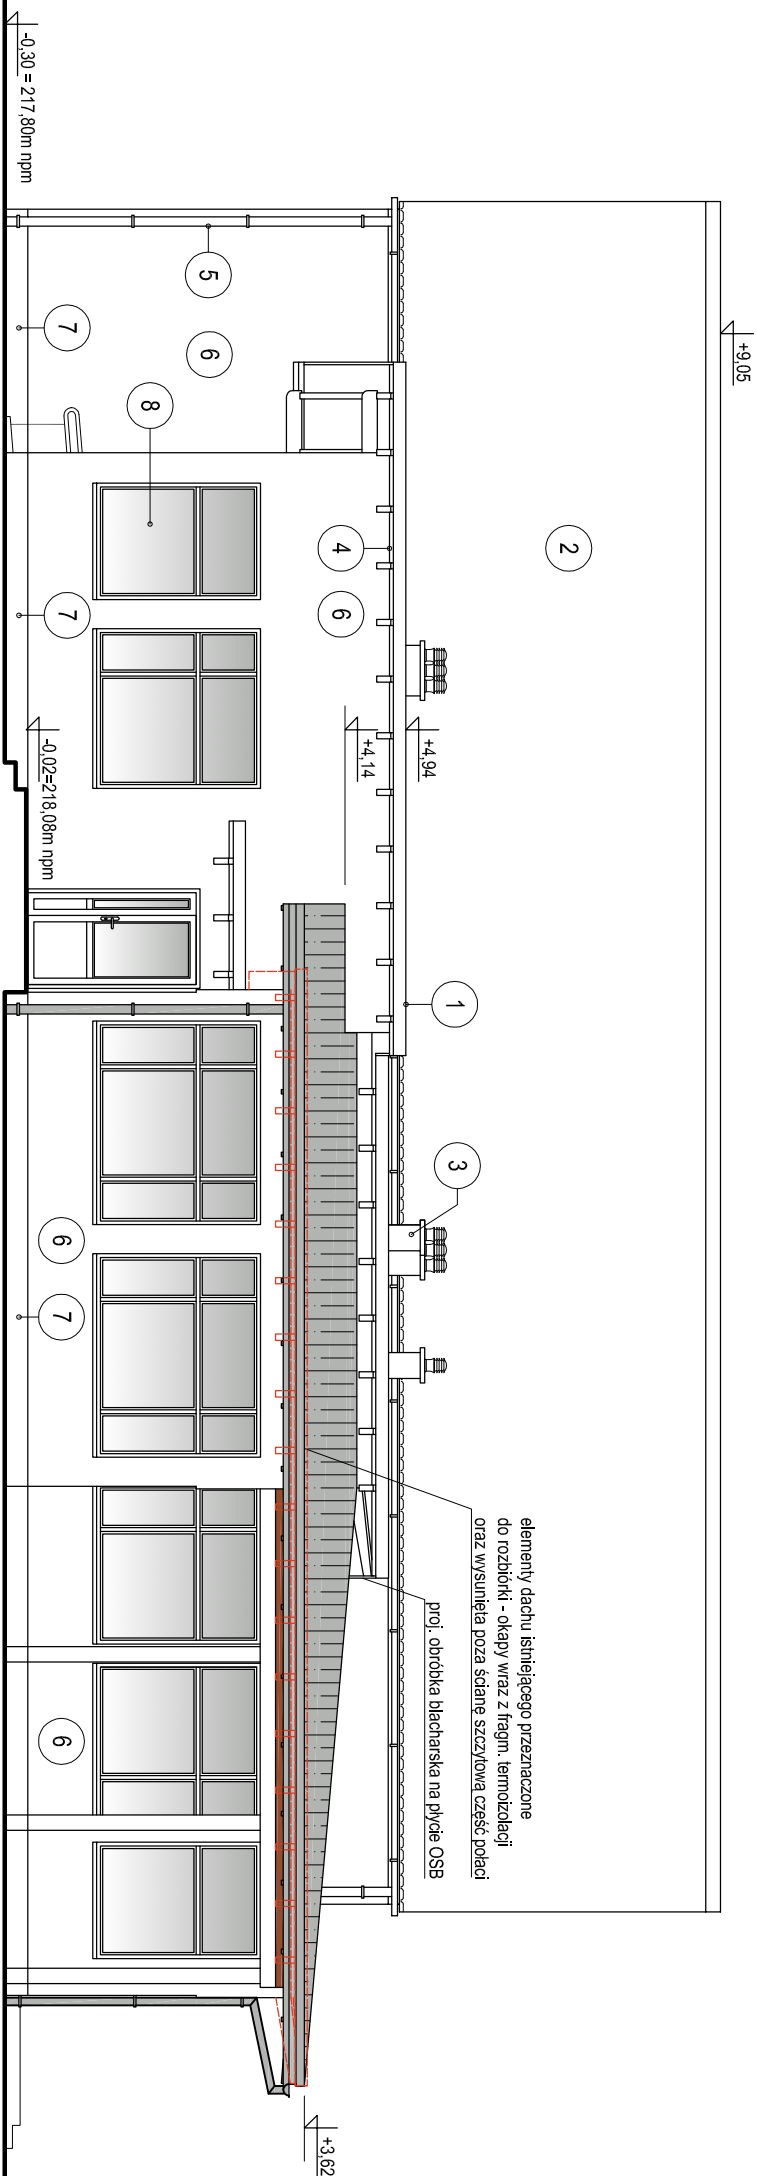 +9,05
2
elementy dachu istniejącego przeznaczone
do rozbiórki - okapy wraz z fragm. termoizolacji
oraz wysunięta poza ścianę szczytową część połaci
proj. obróbka blacharska na płycie OSB
3
1
+4,94
+4,14
+3,62
4
6
5
6
8
7
7
6
7
6
-0,30 = 217,80m npm
-0,02=218,08m npm